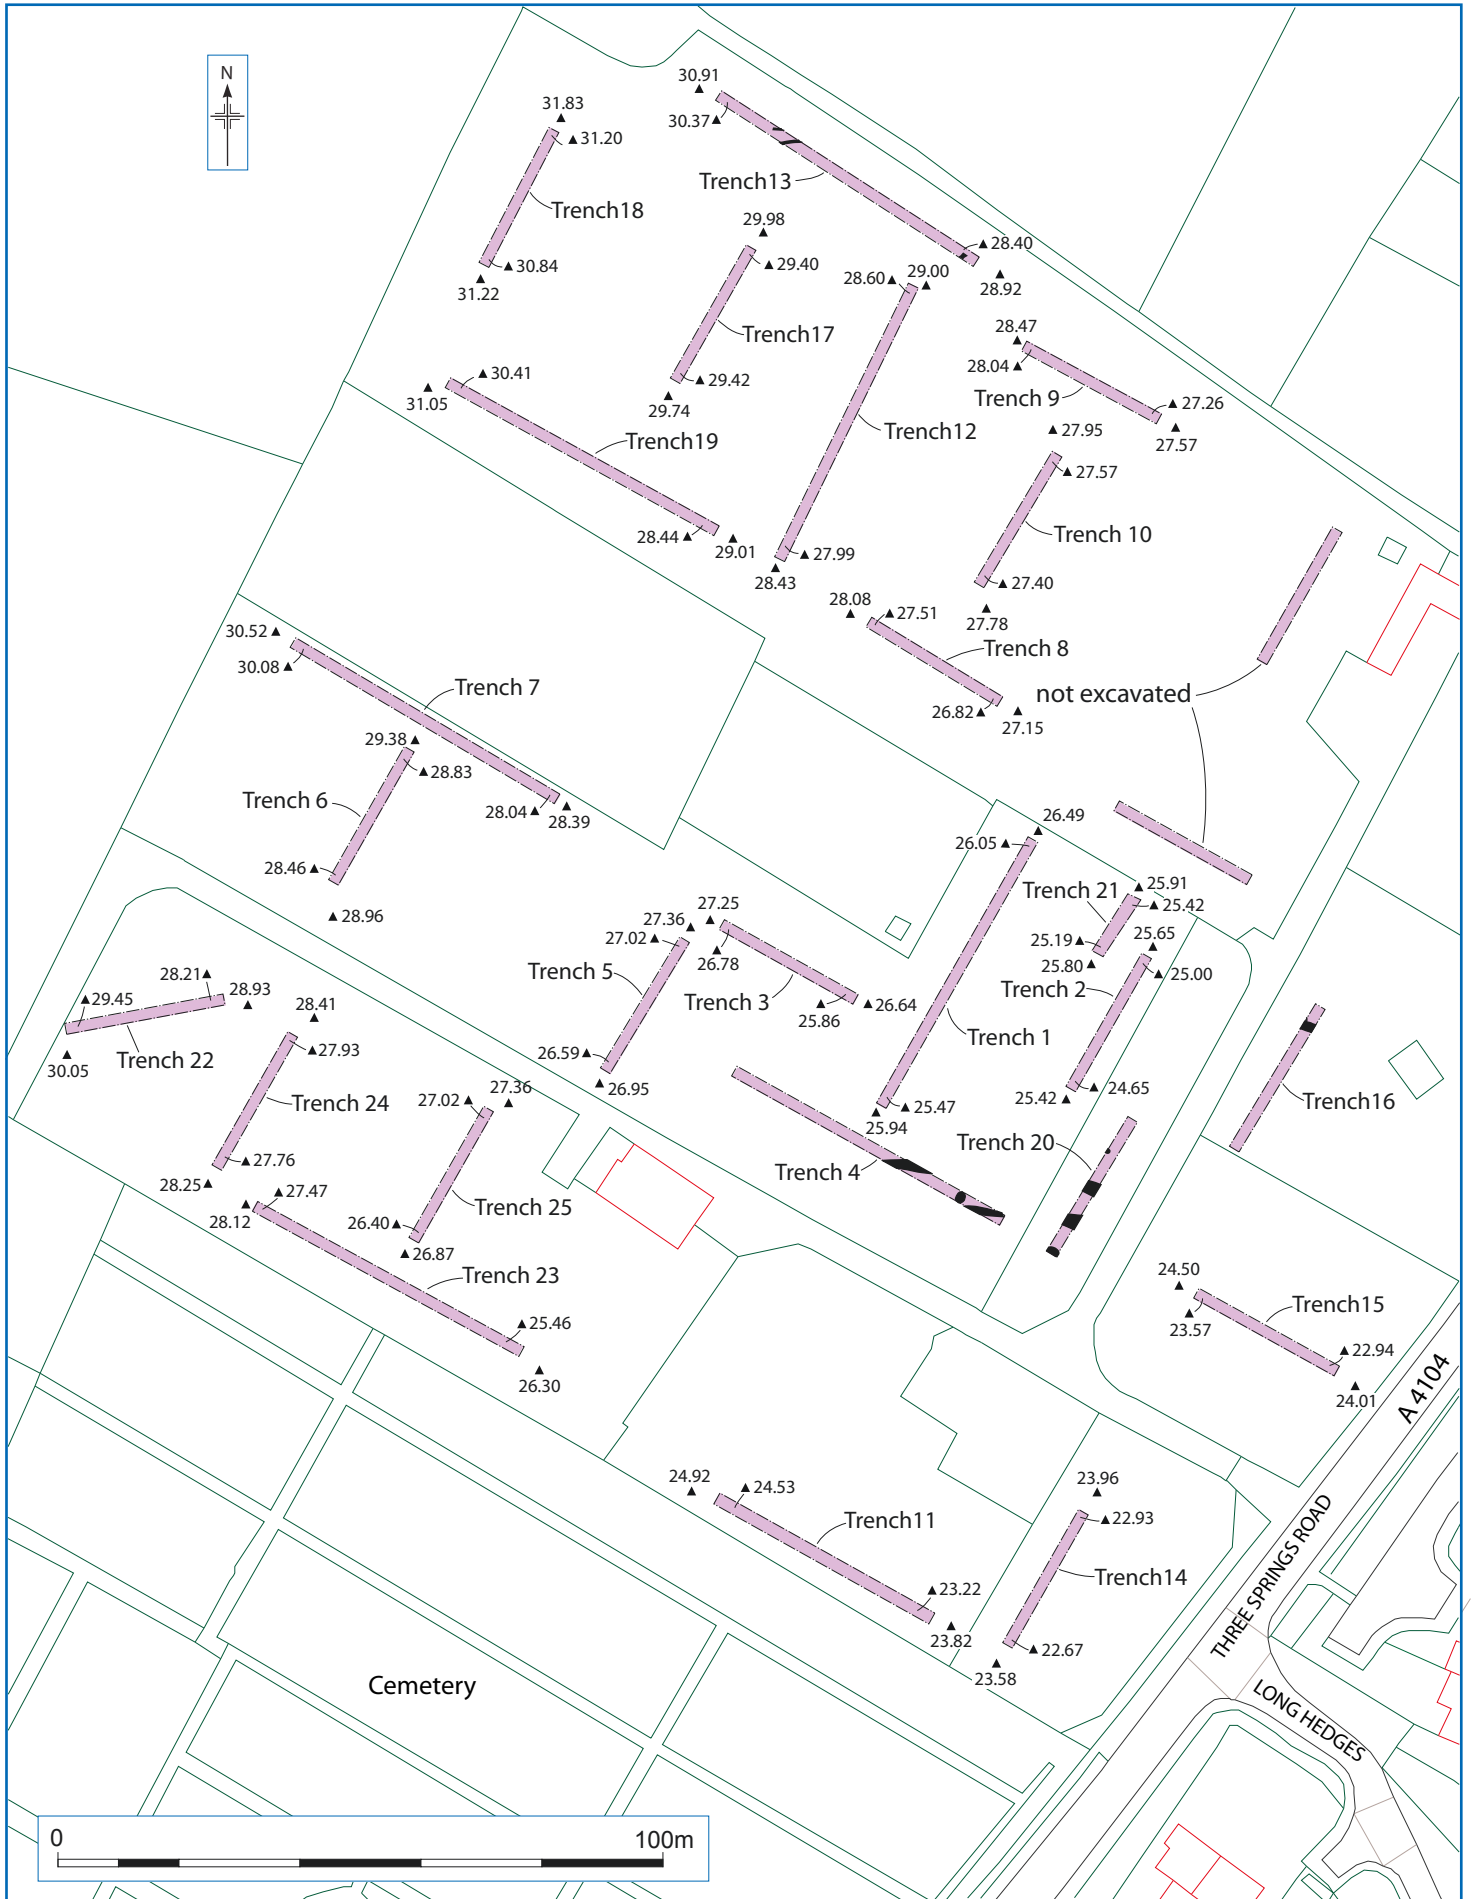 N
30.91
31.83
30.37
31.20
Trench13
Trench18
29.98
28.40
30.84
29.40
28.60
29.00
28.92
31.22
28.47
Trench17
28.04
30.41
29.42
Trench 9
27.26
31.05
29.74
27.95
27.57
Trench19
Trench12
27.57
Trench 10
28.44
29.01
27.99
28.43
27.40
28.08
27.51
27.78
30.52
Trench 8
30.08
Trench 7
not excavated
26.82
27.15
29.38
28.83
Trench 6
28.04
28.39
26.49
26.05
28.46
25.91
Trench 21
25.42
28.96
27.25
27.36
27.02
25.19
25.65
26.78
25.80
28.21
Trench 5
25.00
28.93
Trench 2
29.45
28.41
Trench 3
26.64
25.86
Trench 1
27.93
Trench 22
26.59
30.05
26.95
24.65
27.36
27.02
25.42
Trench 24
25.47
Trench16
25.94
Trench 20
27.76
Trench 4
28.25
27.47
28.12
Trench 25
26.40
26.87
Trench 23
24.50
Trench15
23.57
25.46
22.94
26.30
24.01
A 4104
24.92
24.53
23.96
Trench11
22.93
Trench14
23.22
THREE SPRINGS ROAD
23.82
22.67
23.58
Cemetery
LONG HEDGES
0 100m